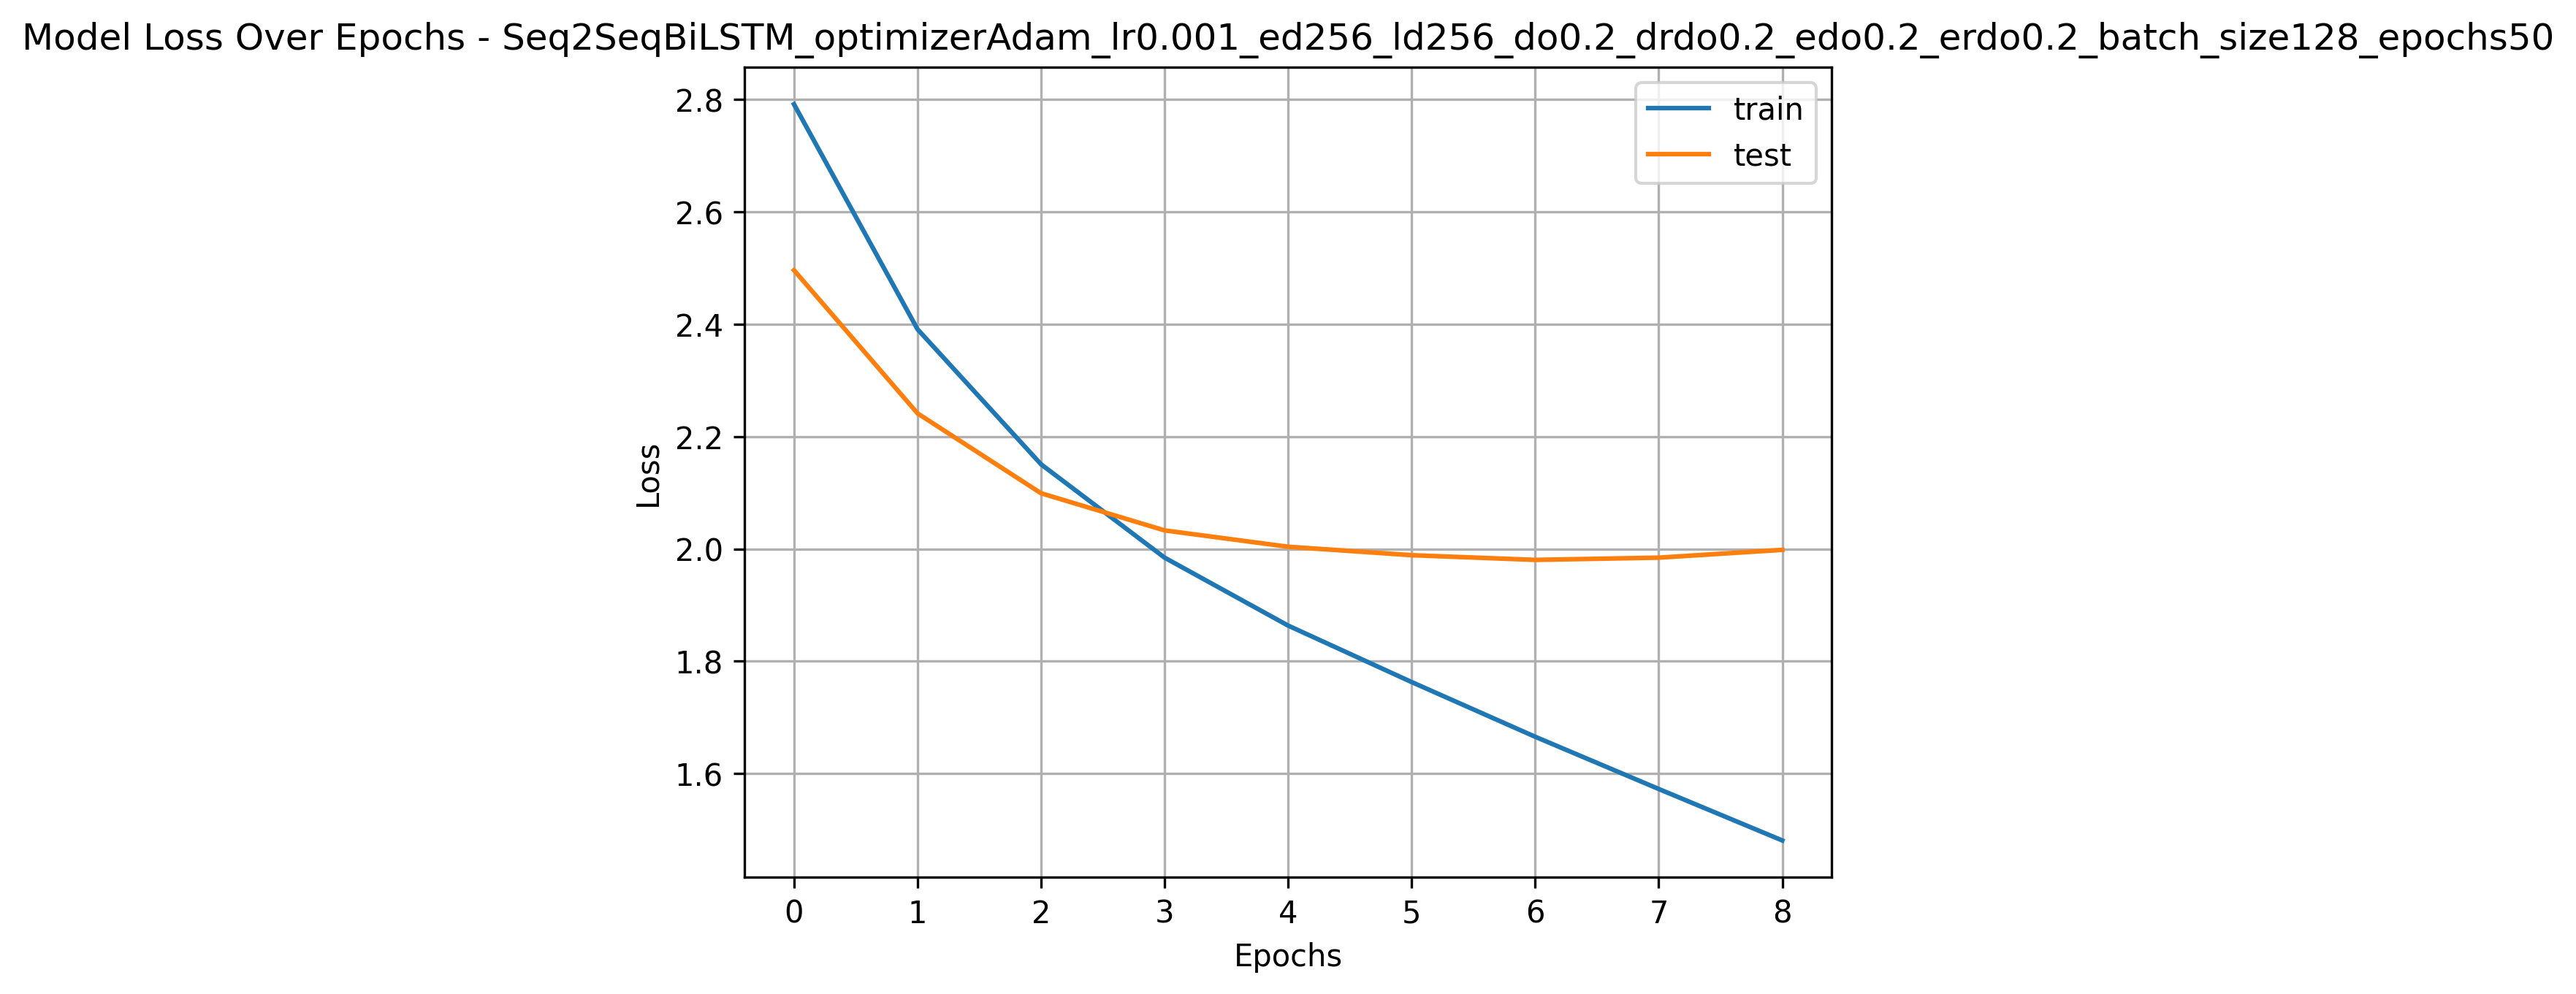 Model Loss Over Epochs - Seq2SeqBiLSTM_optimizerAdam_lr0.001_ed256_ld256_do0.2_drdo0.2_edo0.2_erdo0.2_batch_size128_epochs50
train
test
2.8
2.6
2.4
2.2
2.0
1.8
1.6
Loss
0 1 2 3 4 5 6 7 8
Epochs